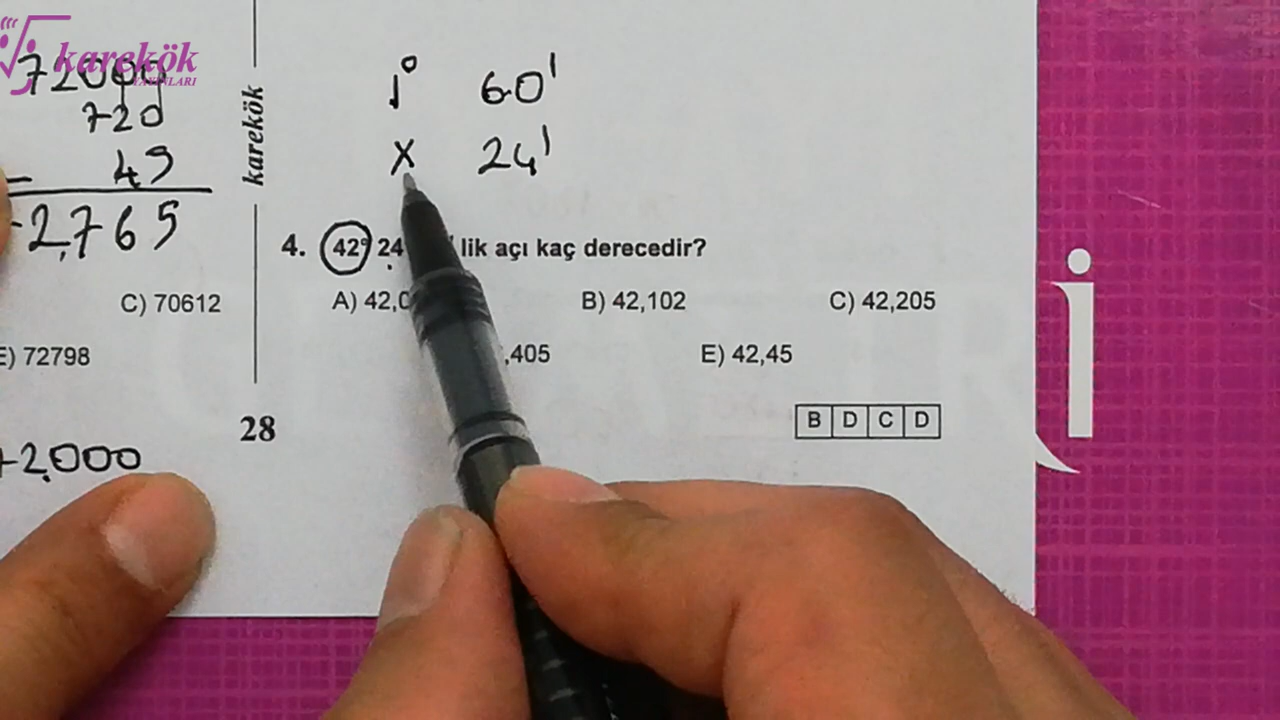 karekök
YAYINLARI
72000
720
- 49
2,765
C) 70612
E) 72798
+2.000
karekök
28
1° 60'
x 24'
4. 42° 24 ' lik açı kaç derecedir?
A) 42,0 B) 42,102 C) 42,205
,405 E) 42,45
B D C D